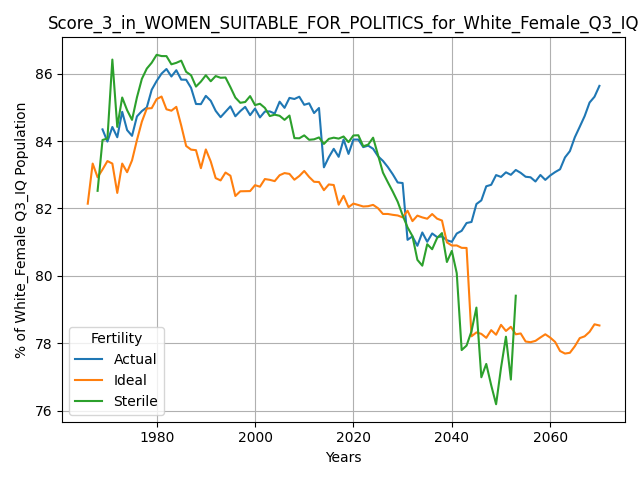 Score_3_in_WOMEN_SUITABLE_FOR_POLITICS_for_White_Female_Q3_IQ
% of White_Female Q3_IQ Population
86
84
82
80
78
76
Fertility
Actual
Ideal
Sterile
1980
2000
2020
2040
2060
Years